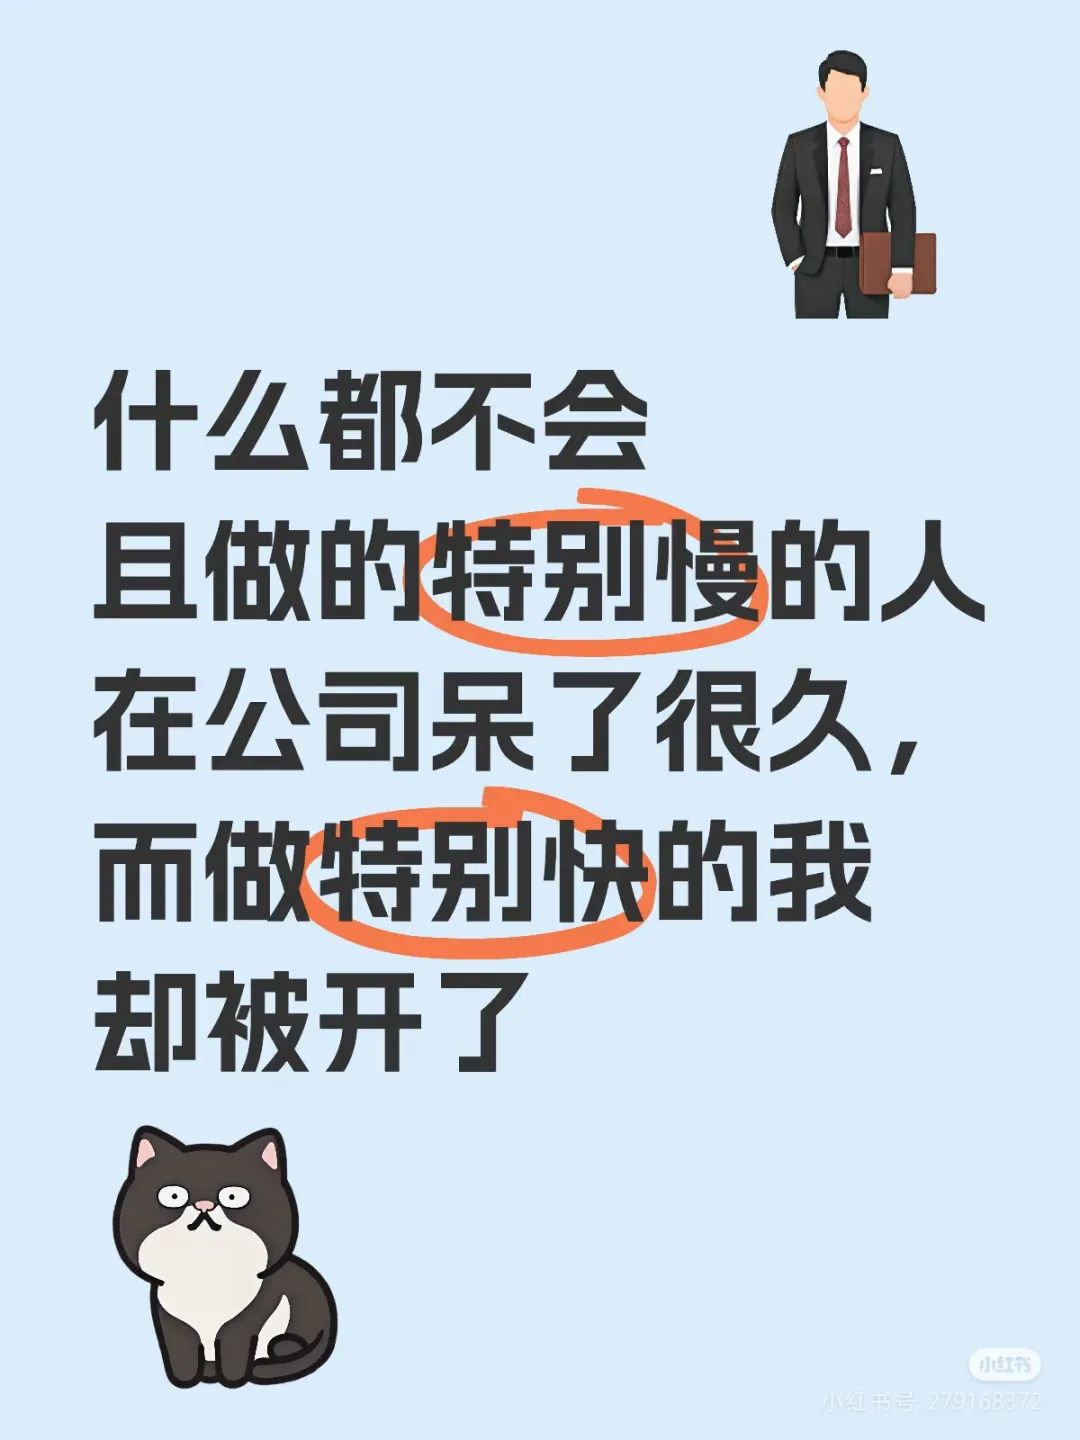 什么都不会
且做的特别慢的人
在公司呆了很久，
而做特别快的我
却被开了
小红书
小红书号: 279168372